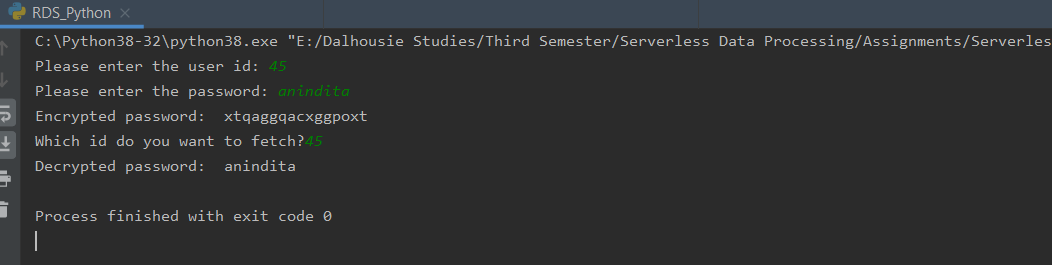 RDS_Python
C:\Python38-32\python38.exe "E:/Dalhousie Studies/Third Semester/Serverless Data Processing/Assignments/Serverles
Please enter the user id: 45
Please enter the password: anindita
Encrypted password:  xtqaggqacxggpoxt
Which id do you want to fetch?45
Decrypted password:  anindita
Process finished with exit code 0